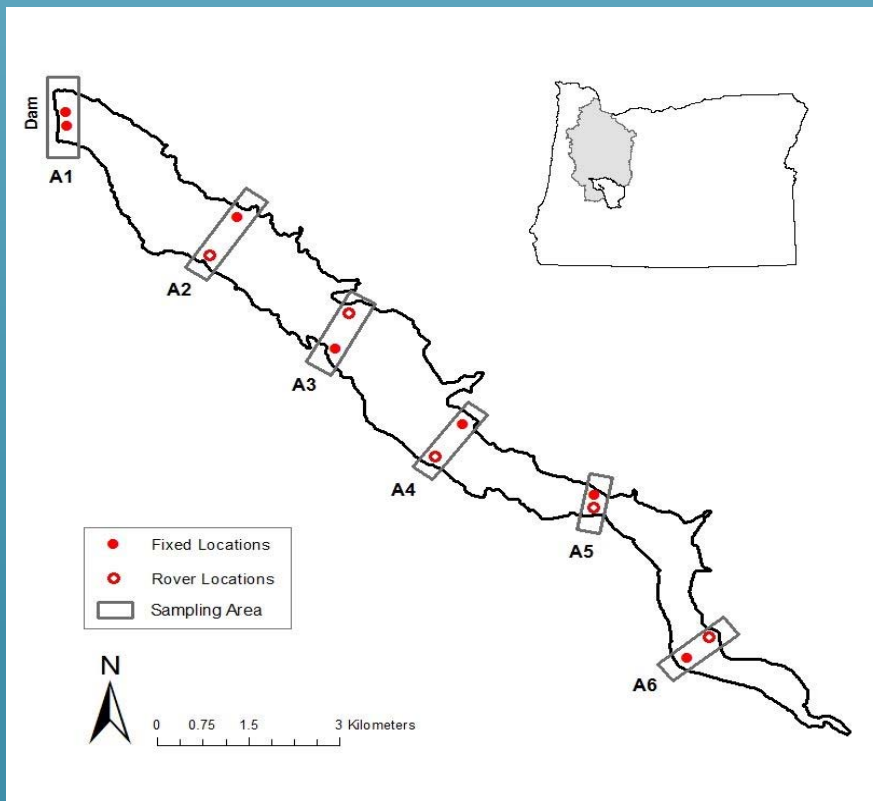 Dam
A1
A2
A3
A4
A5
A6
Fixed Locations
Rover Locations
Sampling Area
N
0 0.75 1.5 3 Kilometers